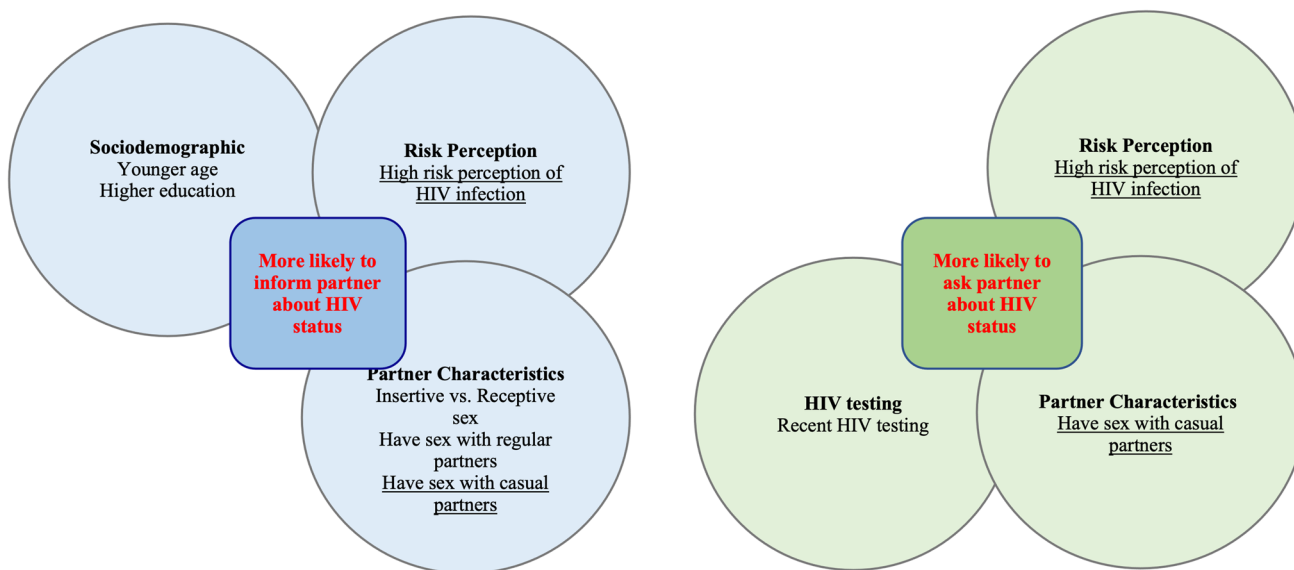 Sociodemographic
Younger age
Higher education
Risk Perception
High risk perception of
HIV infection
More likely to
inform partner
about HIV
status
Partner Characteristics
Insertive vs. Receptive
sex
Have sex with regular
partners
Have sex with casual
partners
Risk Perception
High risk perception of
HIV infection
More likely to
ask partner
about HIV
status
HIV testing
Recent HIV testing
Partner Characteristics
Have sex with casual
partners